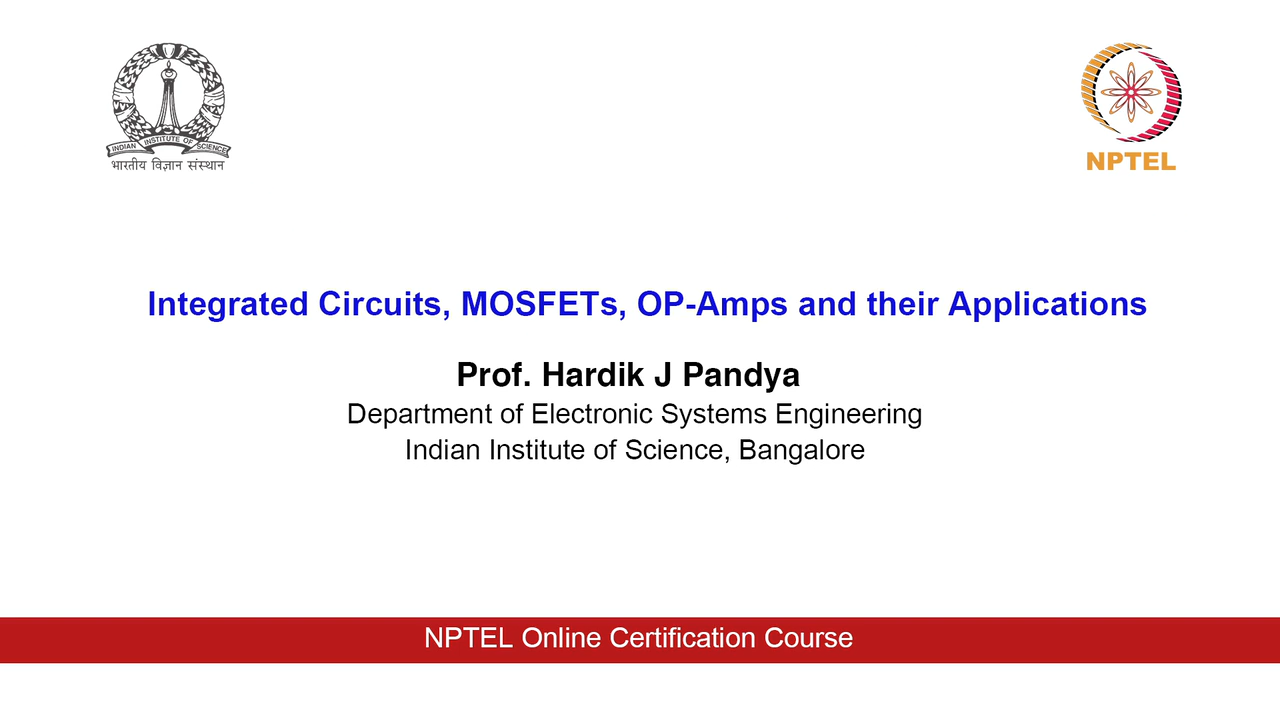 INDIAN INSTITUTE OF SCIENCE
भारतीय विज्ञान संस्थान
NPTEL
Integrated Circuits, MOSFETs, OP-Amps and their Applications
Prof. Hardik J Pandya
Department of Electronic Systems Engineering
Indian Institute of Science, Bangalore
NPTEL Online Certification Course